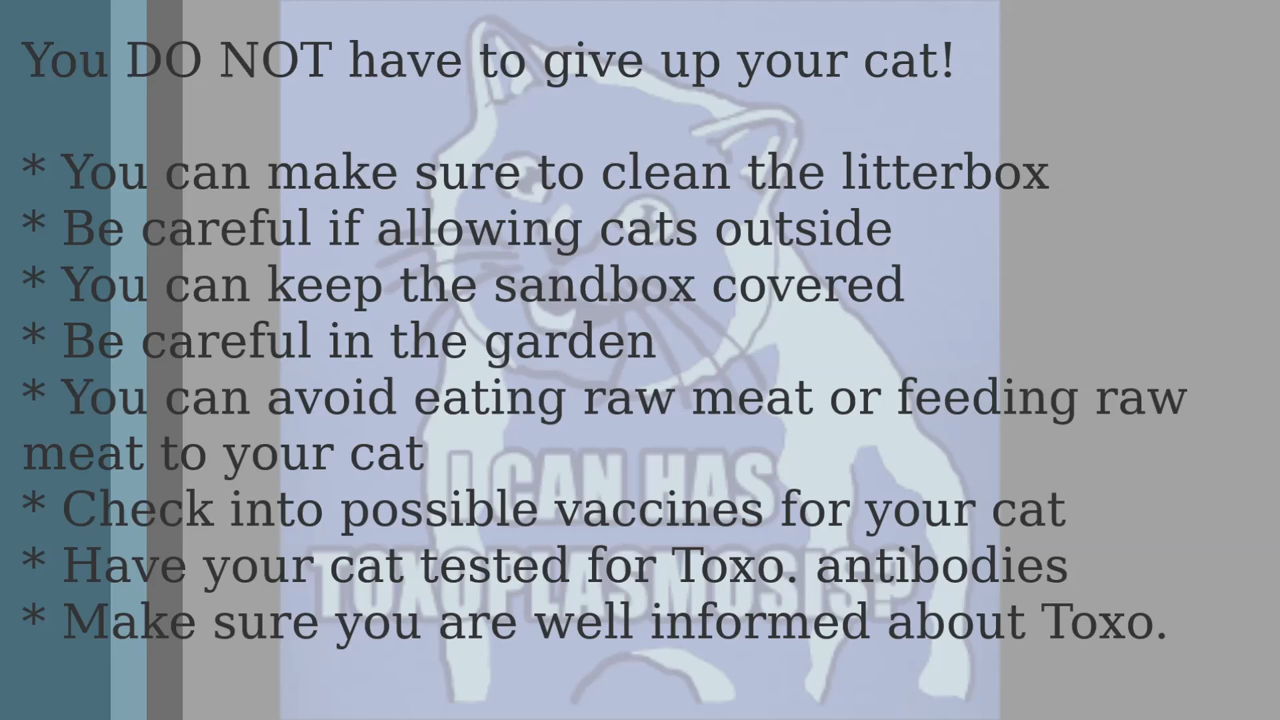 You DO NOT have to give up your cat!
* You can make sure to clean the litterbox
* Be careful if allowing cats outside
* You can keep the sandbox covered
* Be careful in the garden
* You can avoid eating raw meat or feeding raw
meat to your cat
* Check into possible vaccines for your cat
* Have your cat tested for Toxo. antibodies
* Make sure you are well informed about Toxo.
I CAN HAS
TOXOPLASMOSIS?